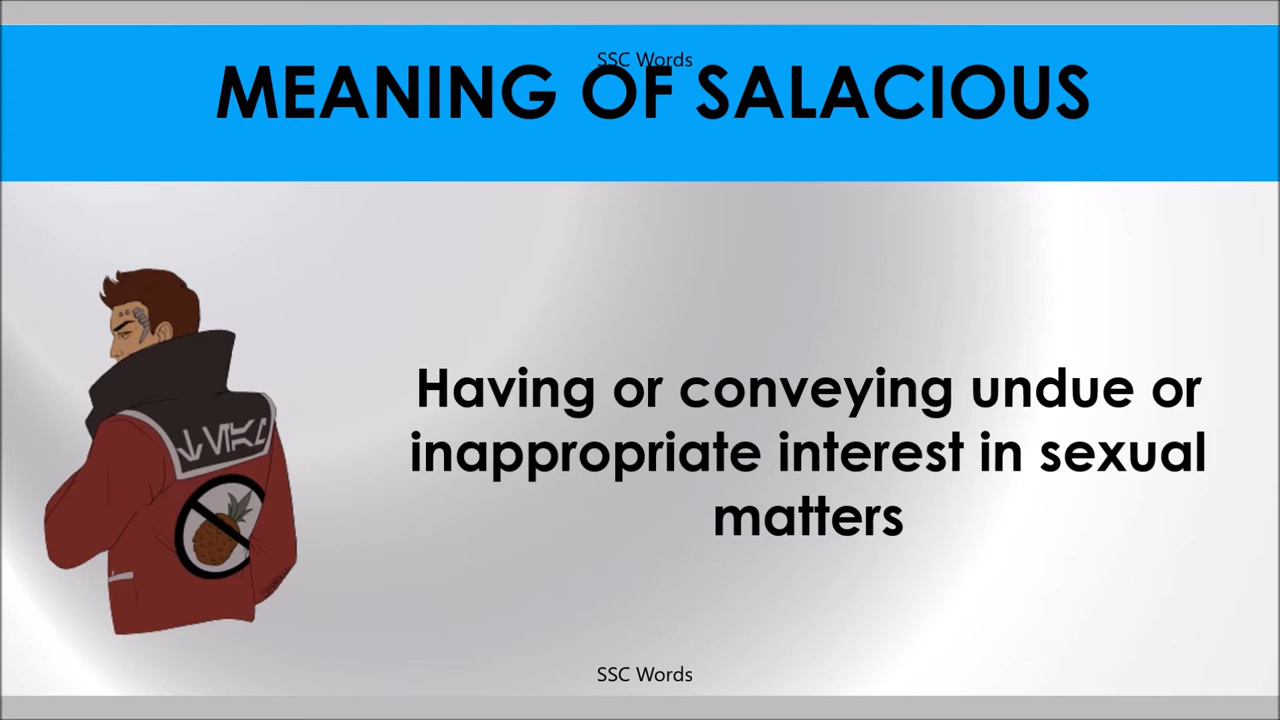 SSC Words
MEANING OF SALACIOUS
Having or conveying undue or
inappropriate interest in sexual
matters
SSC Words